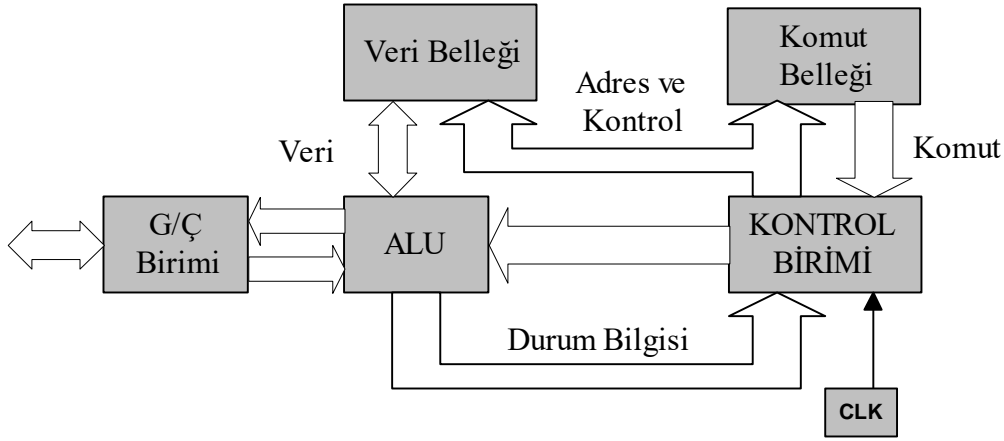 Veri Belleği
Komut
Belleği
Adres ve
Kontrol
Veri
Komut
G/Ç
Birimi
ALU
KONTROL
BİRİMİ
Durum Bilgisi
CLK